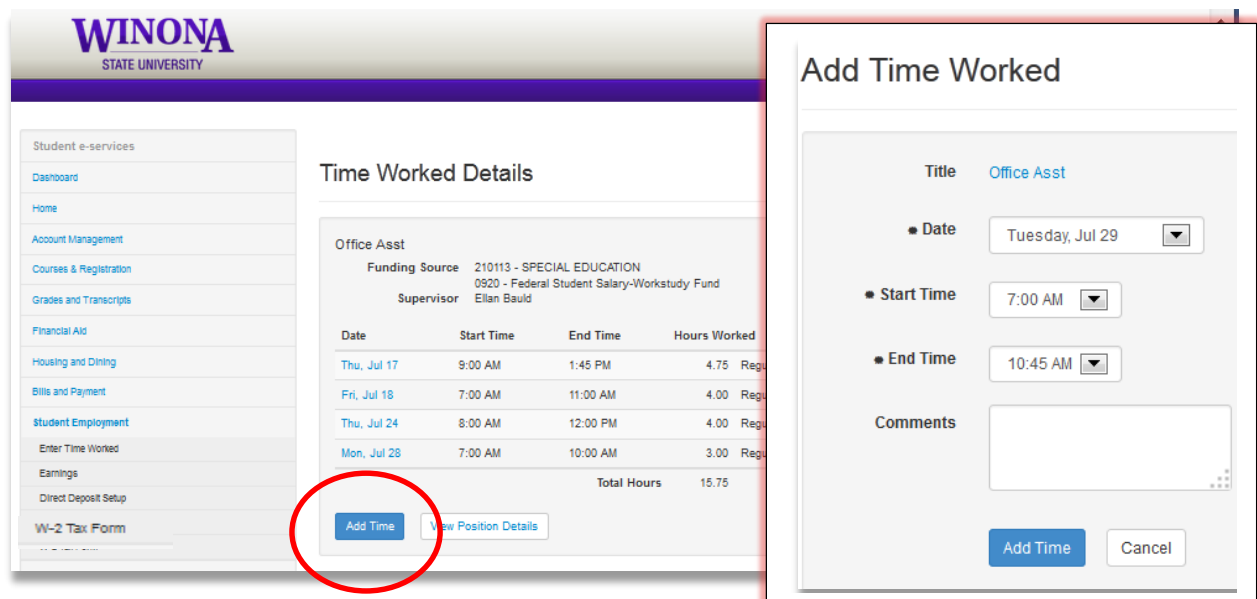 WINONA
STATE UNIVERSITY
Student e-services
Dashboard
Home
Account Management
Courses & Registration
Grades and Transcripts
Financial Aid
Housing and Dining
Bills and Payment
Student Employment
Enter Time Worked
Earnings
Direct Deposit Setup
W-2 Tax Form
Time Worked Details
Office Asst
Funding Source 210113 - SPECIAL EDUCATION
0920 - Federal Student Salary-Workstudy Fund
Supervisor Ellan Bauld
Date Start Time End Time Hours Worked
Thu, Jul 17 9:00 AM 1:45 PM 4.75 Regu
Fri, Jul 18 7:00 AM 11:00 AM 4.00 Regu
Thu, Jul 24 8:00 AM 12:00 PM 4.00 Regu
Mon, Jul 28 7:00 AM 10:00 AM 3.00 Regu
Total Hours 15.75
Add Time View Position Details
Add Time Worked
Title Office Asst
Date Tuesday, Jul 29
Start Time 7:00 AM
End Time 10:45 AM
Comments
Add Time Cancel